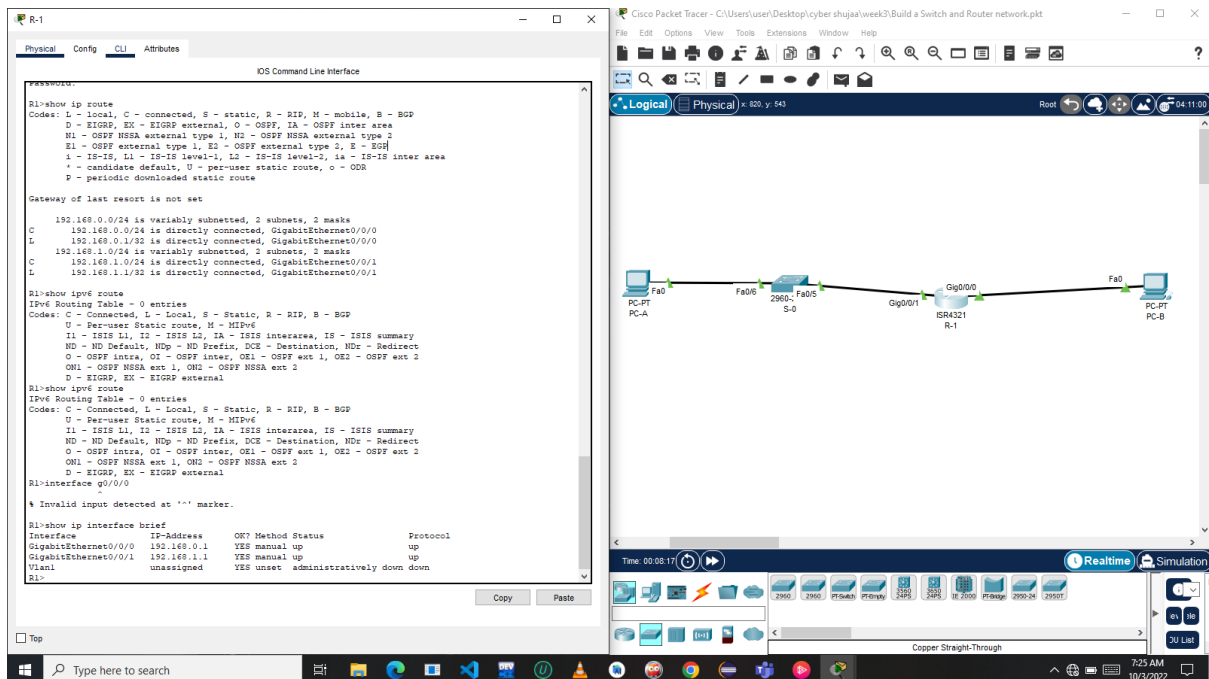 R-1
Physical Config CLI Attributes
IOS Command Line Interface
Password:
R1>show ip route
Codes: L - local, C - connected, S - static, R - RIP, M - mobile, B - BGP
D - EIGRP, EX - EIGRP external, O - OSPF, IA - OSPF inter area
N1 - OSPF NSSA external type 1, N2 - OSPF NSSA external type 2
E1 - OSPF external type 1, E2 - OSPF external type 2, E - EGP
i - IS-IS, L1 - IS-IS level-1, L2 - IS-IS level-2, ia - IS-IS inter area
* - candidate default, U - per-user static route, o - ODR
P - periodic downloaded static route
Gateway of last resort is not set
192.168.0.0/24 is variably subnetted, 2 subnets, 2 masks
C 192.168.0.0/24 is directly connected, GigabitEthernet0/0/0
L 192.168.0.1/32 is directly connected, GigabitEthernet0/0/0
192.168.1.0/24 is variably subnetted, 2 subnets, 2 masks
C 192.168.1.0/24 is directly connected, GigabitEthernet0/0/1
L 192.168.1.1/32 is directly connected, GigabitEthernet0/0/1
R1>show ipv6 route
IPv6 Routing Table - 0 entries
Codes: C - Connected, L - Local, S - Static, R - RIP, B - BGP
U - Per-user Static route, M - MIPv6
I1 - ISIS L1, I2 - ISIS L2, IA - ISIS interarea, IS - ISIS summary
ND - ND Default, NDp - ND Prefix, DCE - Destination, NDr - Redirect
O - OSPF intra, OI - OSPF inter, OE1 - OSPF ext 1, OE2 - OSPF ext 2
ON1 - OSPF NSSA ext 1, ON2 - OSPF NSSA ext 2
D - EIGRP, EX - EIGRP external
R1>show ipv6 route
IPv6 Routing Table - 0 entries
Codes: C - Connected, L - Local, S - Static, R - RIP, B - BGP
U - Per-user Static route, M - MIPv6
I1 - ISIS L1, I2 - ISIS L2, IA - ISIS interarea, IS - ISIS summary
ND - ND Default, NDp - ND Prefix, DCE - Destination, NDr - Redirect
O - OSPF intra, OI - OSPF inter, OE1 - OSPF ext 1, OE2 - OSPF ext 2
ON1 - OSPF NSSA ext 1, ON2 - OSPF NSSA ext 2
D - EIGRP, EX - EIGRP external
R1>interface g0/0/0
^
% Invalid input detected at '^' marker.
R1>show ip interface brief
Interface IP-Address OK? Method Status Protocol
GigabitEthernet0/0/0 192.168.0.1 YES manual up up
GigabitEthernet0/0/1 192.168.1.1 YES manual up up
Vlan1 unassigned YES unset administratively down down
R1>
Copy Paste
Top
Cisco Packet Tracer - C:\Users\user\Desktop\cyber shujaa\week3\Build a Switch and Router network.pkt
File Edit Options View Tools Extensions Window Help
?
Logical Physical x: 820, y: 543 Root 04:11:00
Fa0
PC-PT
PC-A
Fa0/6
2960-
Fa0/5
S-0
Gig0/0/1
Gig0/0/0
ISR4321
R-1
Fa0
PC-PT
PC-B
Time: 00:08:17 Realtime Simulation
2960 2960 PT-Switch PT-Empty 3560 24PS 3650 24PS IE 2000 PT-Bridge 2950-24 2950T
Copper Straight-Through
Type here to search
DEV
7:25 AM
10/3/2022